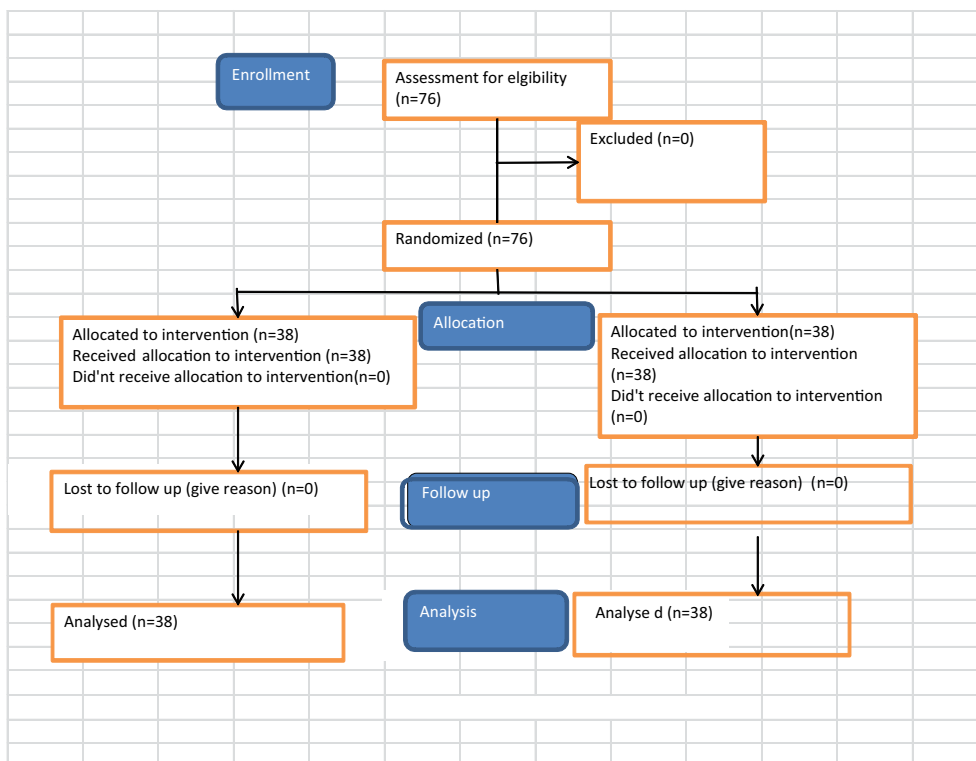 Enrollment
Assessment for elgibility
(n=76)
Excluded (n=0)
Randomized (n=76)
Allocation
Allocated to intervention (n=38)
Received allocation to intervention (n=38)
Did'nt receive allocation to intervention(n=0)
Allocated to intervention(n=38)
Received allocation to intervention
(n=38)
Did't receive allocation to intervention
(n=0)
Lost to follow up (give reason) (n=0)
Follow up
Lost to follow up (give reason) (n=0)
Analysed (n=38)
Analysis
Analyse d (n=38)